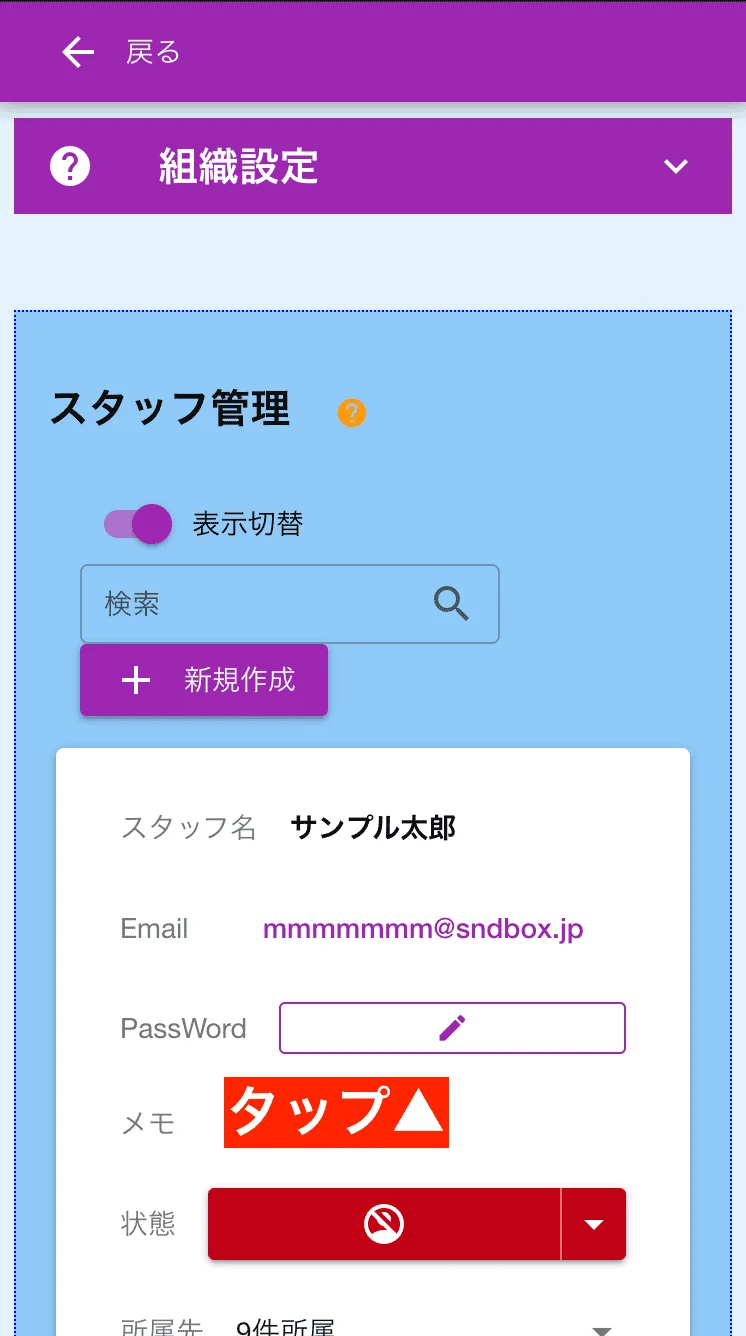 戻る
組織設定
スタッフ管理
表示切替
検索
新規作成
スタッフ名 サンプル太郎
Email mmmmmmm@sndbox.jp
PassWord
メモ タップ▲
状態
所属先 9件所属